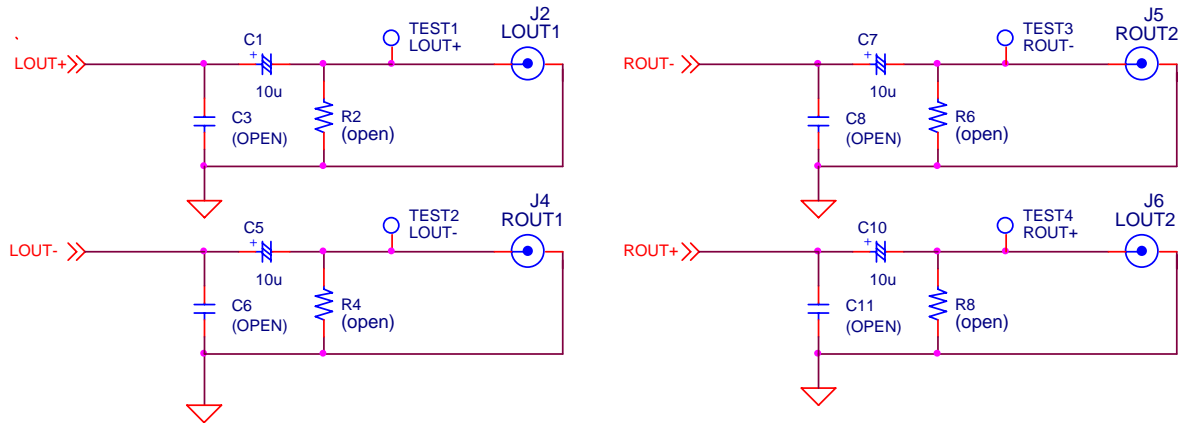 J2
LOUT1
TEST1
LOUT+
C1
+
LOUT+
10u
C3
(OPEN)
R2
(open)
J5
ROUT2
TEST3
ROUT-
C7
+
ROUT-
10u
C8
(OPEN)
R6
(open)
J4
ROUT1
TEST2
LOUT-
C5
+
LOUT-
10u
C6
(OPEN)
R4
(open)
J6
LOUT2
TEST4
ROUT+
C10
+
ROUT+
10u
C11
(OPEN)
R8
(open)